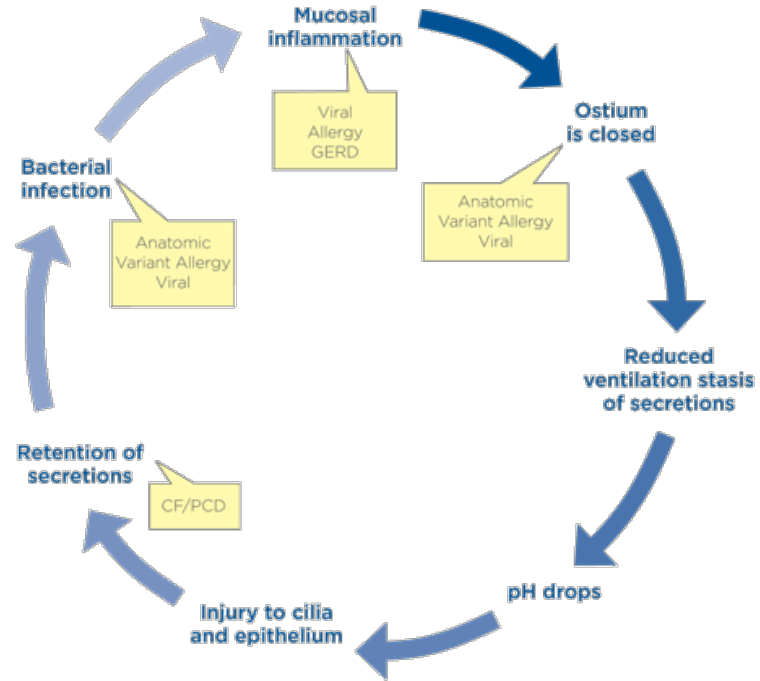 Mucosal
inflammation
Viral
Allergy
GERD
Ostium
is closed
Anatomic
Variant Allergy
Viral
Reduced
ventilation stasis
of secretions
pH drops
Injury to cilia
and epithelium
Retention of
secretions
CF/PCD
Bacterial
infection
Anatomic
Variant Allergy
Viral